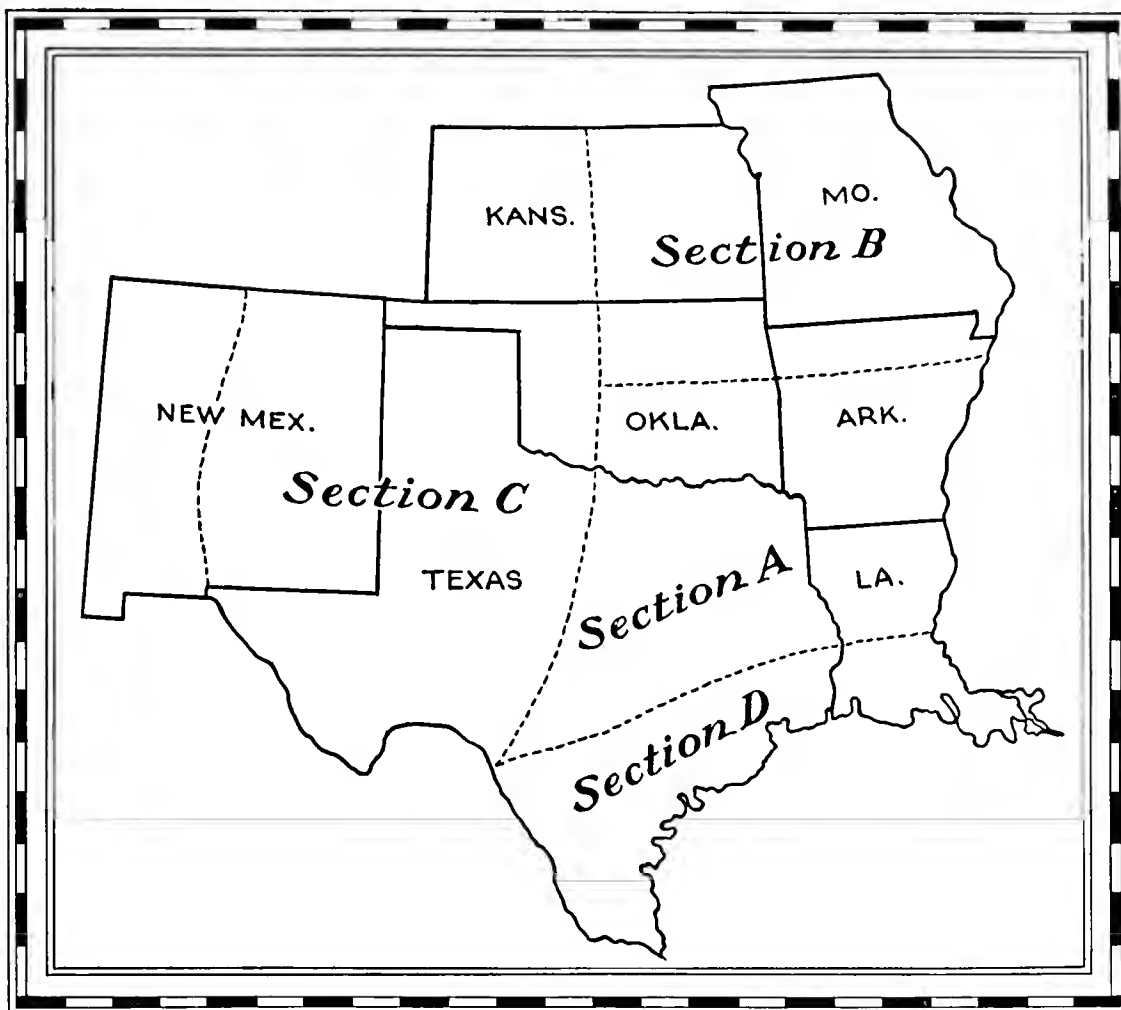 MO.
KANS.
Section B
NEW MEX.
OKLA.
ARK.
Section C
TEXAS
Section A
LA.
Section D